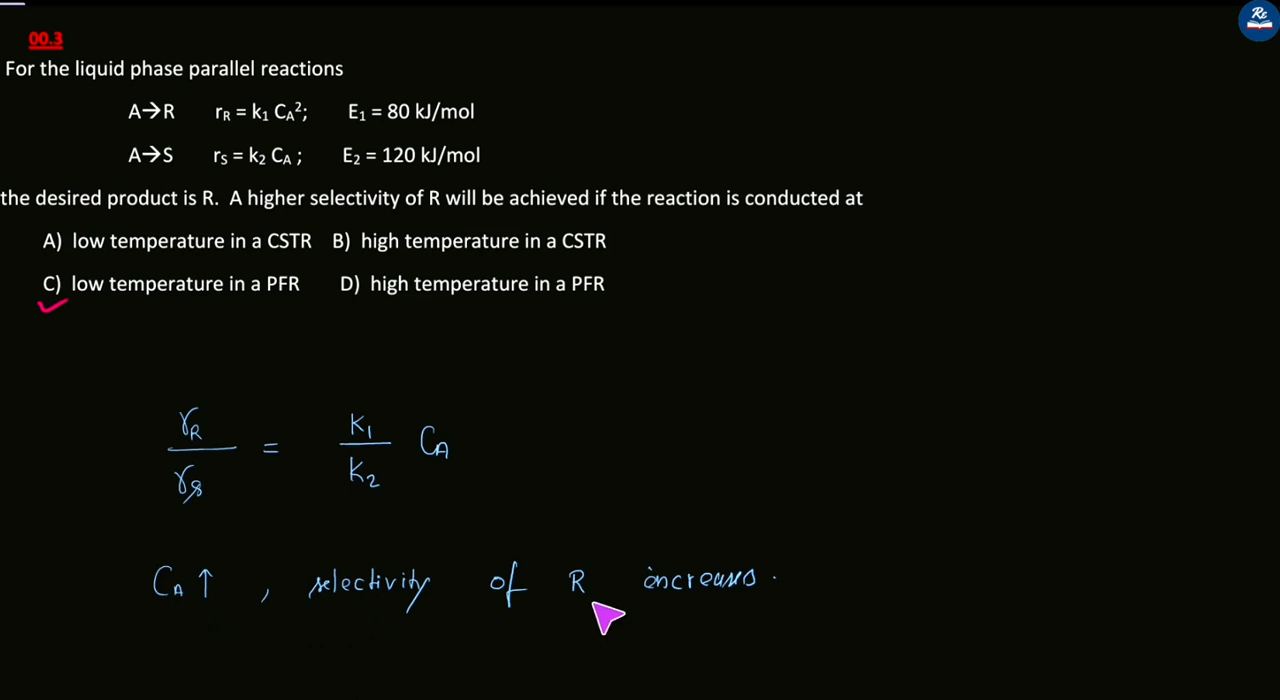 Re
00.3
For the liquid phase parallel reactions
A→R rR = k1 CA²; E1 = 80 kJ/mol
A→S rS = k2 CA ; E2 = 120 kJ/mol
the desired product is R. A higher selectivity of R will be achieved if the reaction is conducted at
A) low temperature in a CSTR B) high temperature in a CSTR
C) low temperature in a PFR D) high temperature in a PFR
rR / rS = K1 / K2 CA
CA ↑ , selectivity of R increases.